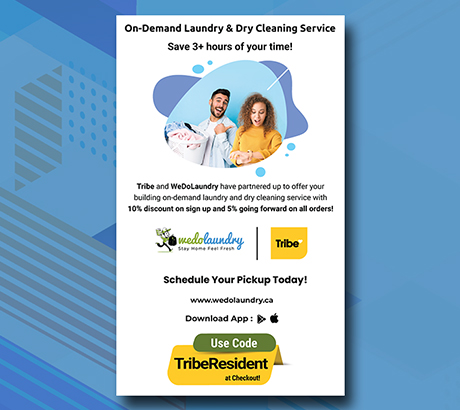 On-Demand Laundry & Dry Cleaning Service
Save 3+ hours of your time!
Tribe and WeDoLaundry have partnered up to offer your
building on-demand laundry and dry cleaning service with
10% discount on sign up and 5% going forward on all orders!
wedolaundry
Stay Home Feel Fresh
Tribe
Schedule Your Pickup Today!
www.wedolaundry.ca
Download App :
Use Code
TribeResident
at Checkout!